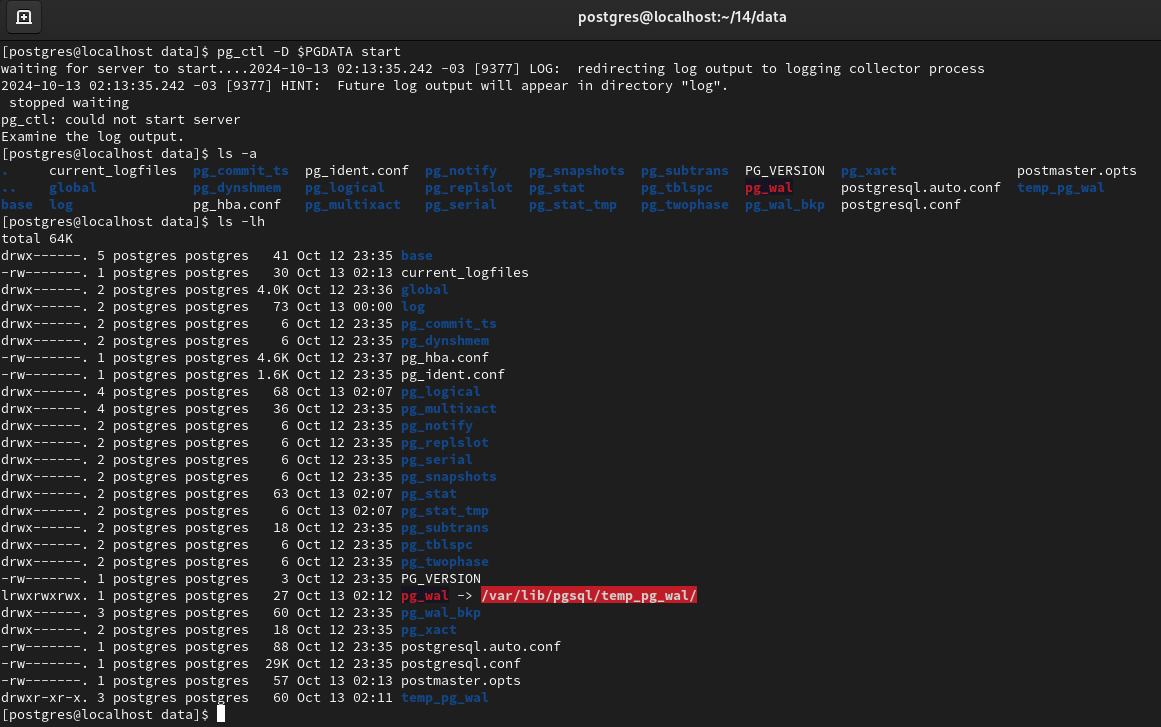 postgres@localhost:~/14/data
[postgres@localhost data]$ pg_ctl -D $PGDATA start
waiting for server to start....2024-10-13 02:13:35.242 -03 [9377] LOG:  redirecting log output to logging collector process
2024-10-13 02:13:35.242 -03 [9377] HINT:  Future log output will appear in directory "log".
 stopped waiting
pg_ctl: could not start server
Examine the log output.
[postgres@localhost data]$ ls -a
.     current_logfiles  pg_commit_ts  pg_ident.conf  pg_notify    pg_snapshots  pg_subtrans  PG_VERSION  pg_xact               postmaster.opts
..    global            pg_dynshmem   pg_logical     pg_replslot  pg_stat       pg_tblspc    pg_wal      postgresql.auto.conf  temp_pg_wal
base  log               pg_hba.conf   pg_multixact   pg_serial    pg_stat_tmp   pg_twophase  pg_wal_bkp  postgresql.conf
[postgres@localhost data]$ ls -lh
total 64K
drwx------. 5 postgres postgres   41 Oct 12 23:35 base
-rw-------. 1 postgres postgres   30 Oct 13 02:13 current_logfiles
drwx------. 2 postgres postgres 4.0K Oct 12 23:36 global
drwx------. 2 postgres postgres   73 Oct 13 00:00 log
drwx------. 2 postgres postgres    6 Oct 12 23:35 pg_commit_ts
drwx------. 2 postgres postgres    6 Oct 12 23:35 pg_dynshmem
-rw-------. 1 postgres postgres 4.6K Oct 12 23:37 pg_hba.conf
-rw-------. 1 postgres postgres 1.6K Oct 12 23:35 pg_ident.conf
drwx------. 4 postgres postgres   68 Oct 13 02:07 pg_logical
drwx------. 4 postgres postgres   36 Oct 12 23:35 pg_multixact
drwx------. 2 postgres postgres    6 Oct 12 23:35 pg_notify
drwx------. 2 postgres postgres    6 Oct 12 23:35 pg_replslot
drwx------. 2 postgres postgres    6 Oct 12 23:35 pg_serial
drwx------. 2 postgres postgres    6 Oct 12 23:35 pg_snapshots
drwx------. 2 postgres postgres   63 Oct 13 02:07 pg_stat
drwx------. 2 postgres postgres    6 Oct 13 02:07 pg_stat_tmp
drwx------. 2 postgres postgres   18 Oct 12 23:35 pg_subtrans
drwx------. 2 postgres postgres    6 Oct 12 23:35 pg_tblspc
drwx------. 2 postgres postgres    6 Oct 12 23:35 pg_twophase
-rw-------. 1 postgres postgres    3 Oct 12 23:35 PG_VERSION
lrwxrwxrwx. 1 postgres postgres   27 Oct 13 02:12 pg_wal -> /var/lib/pgsql/temp_pg_wal/
drwx------. 3 postgres postgres   60 Oct 12 23:35 pg_wal_bkp
drwx------. 2 postgres postgres   18 Oct 12 23:35 pg_xact
-rw-------. 1 postgres postgres   88 Oct 12 23:35 postgresql.auto.conf
-rw-------. 1 postgres postgres  29K Oct 12 23:35 postgresql.conf
-rw-------. 1 postgres postgres   57 Oct 13 02:13 postmaster.opts
drwxr-xr-x. 3 postgres postgres   60 Oct 13 02:11 temp_pg_wal
[postgres@localhost data]$